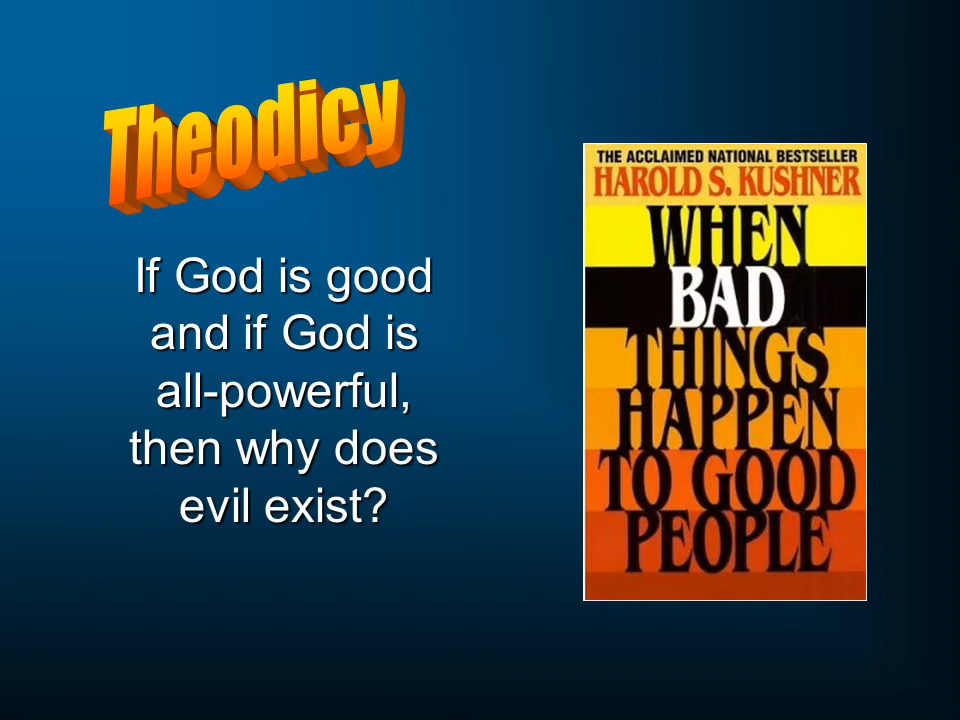 Theodicy
If God is good
and if God is
all-powerful,
then why does
evil exist?
THE ACCLAIMED NATIONAL BESTSELLER
HAROLD S. KUSHNER
WHEN
BAD
THINGS
HAPPEN
TO GOOD
PEOPLE